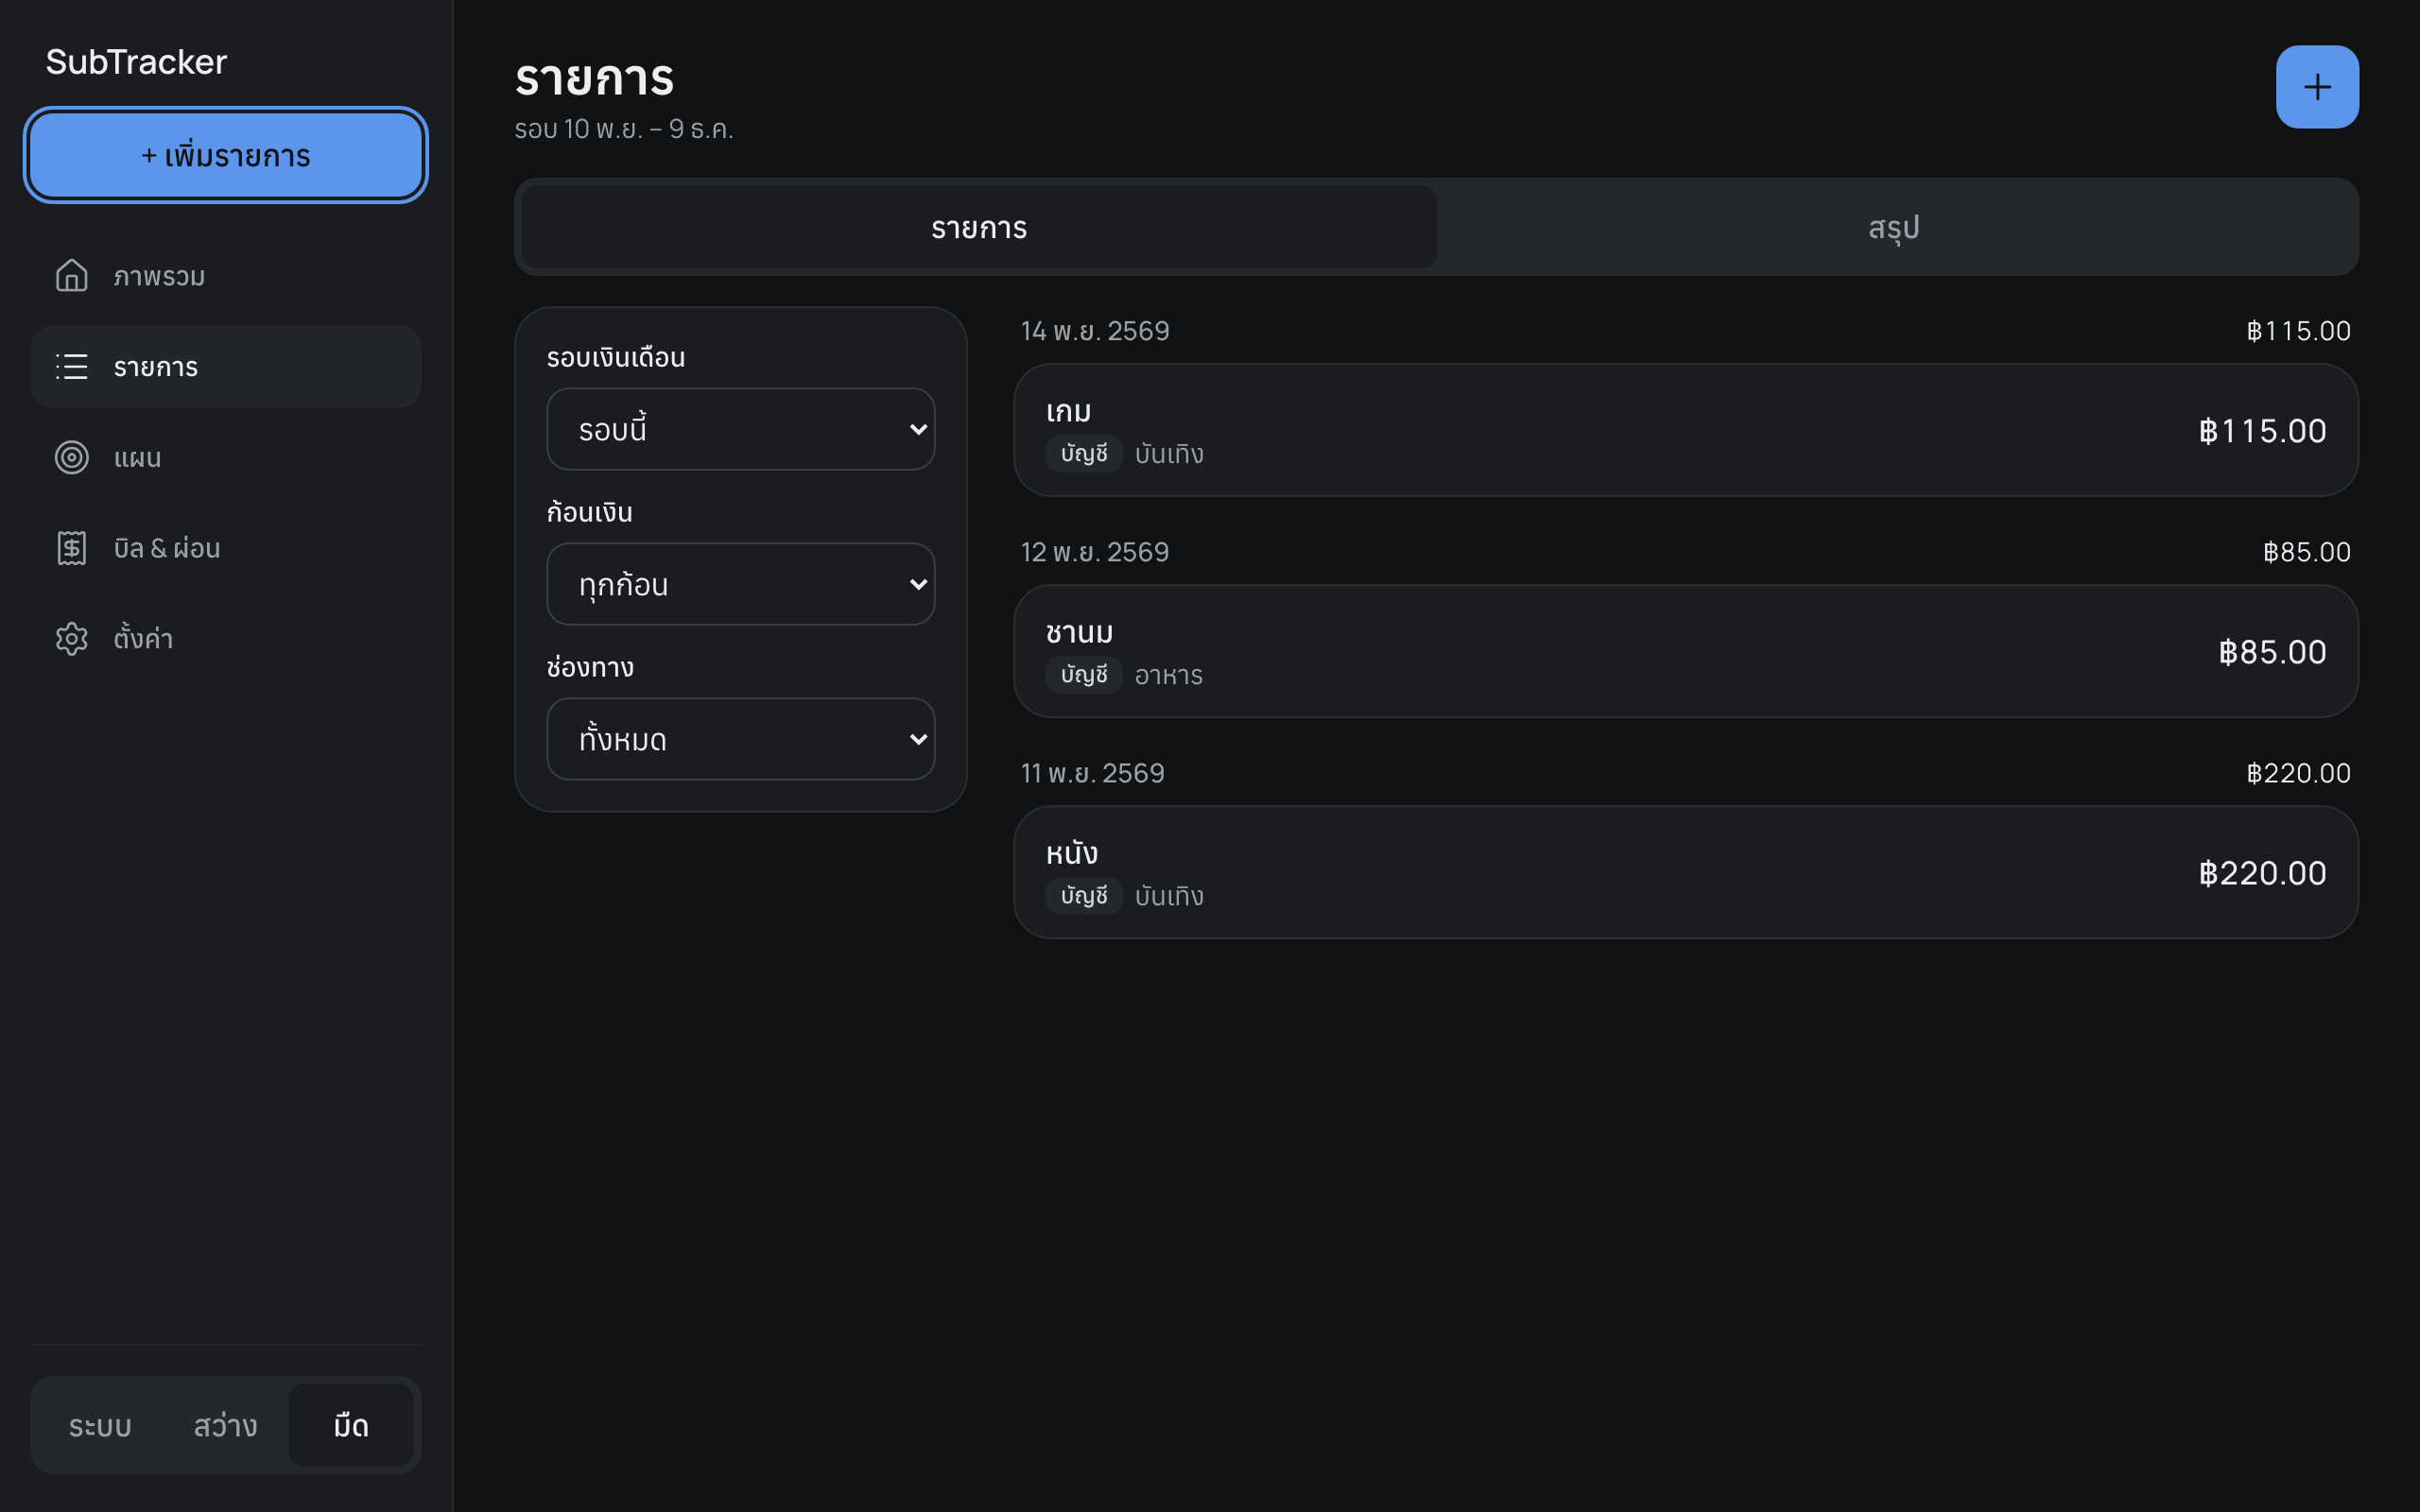 SubTracker
+ เพิ่มรายการ
ภาพรวม
รายการ
แผน
บิล & ผ่อน
ตั้งค่า
ระบบ
สว่าง
มืด
รายการ
รอบ 10 พ.ย. – 9 ธ.ค.
+
รายการ
สรุป
รอบเงินเดือน
รอบนี้
ก้อนเงิน
ทุกก้อน
ช่องทาง
ทั้งหมด
14 พ.ย. 2569 ฿115.00
เกม
บัญชี บันเทิง
฿115.00
12 พ.ย. 2569 ฿85.00
ชานม
บัญชี อาหาร
฿85.00
11 พ.ย. 2569 ฿220.00
หนัง
บัญชี บันเทิง
฿220.00